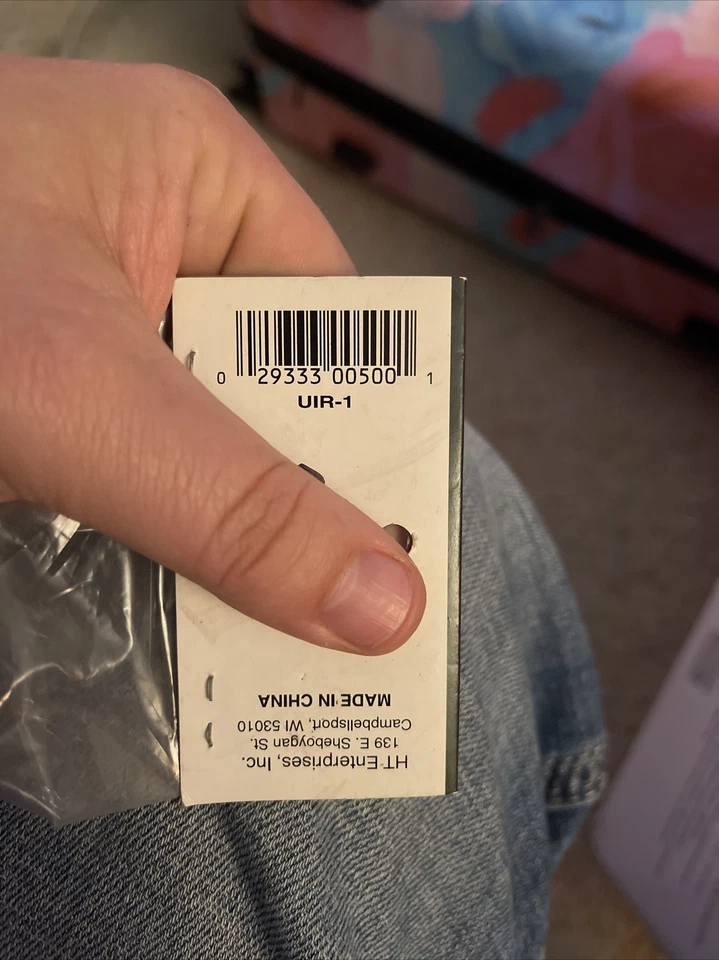 0 29333 00500 1
UIR-1
HT Enterprises, Inc.
139 E. Sheboygan St.
Campbellsport, WI 53010
MADE IN CHINA